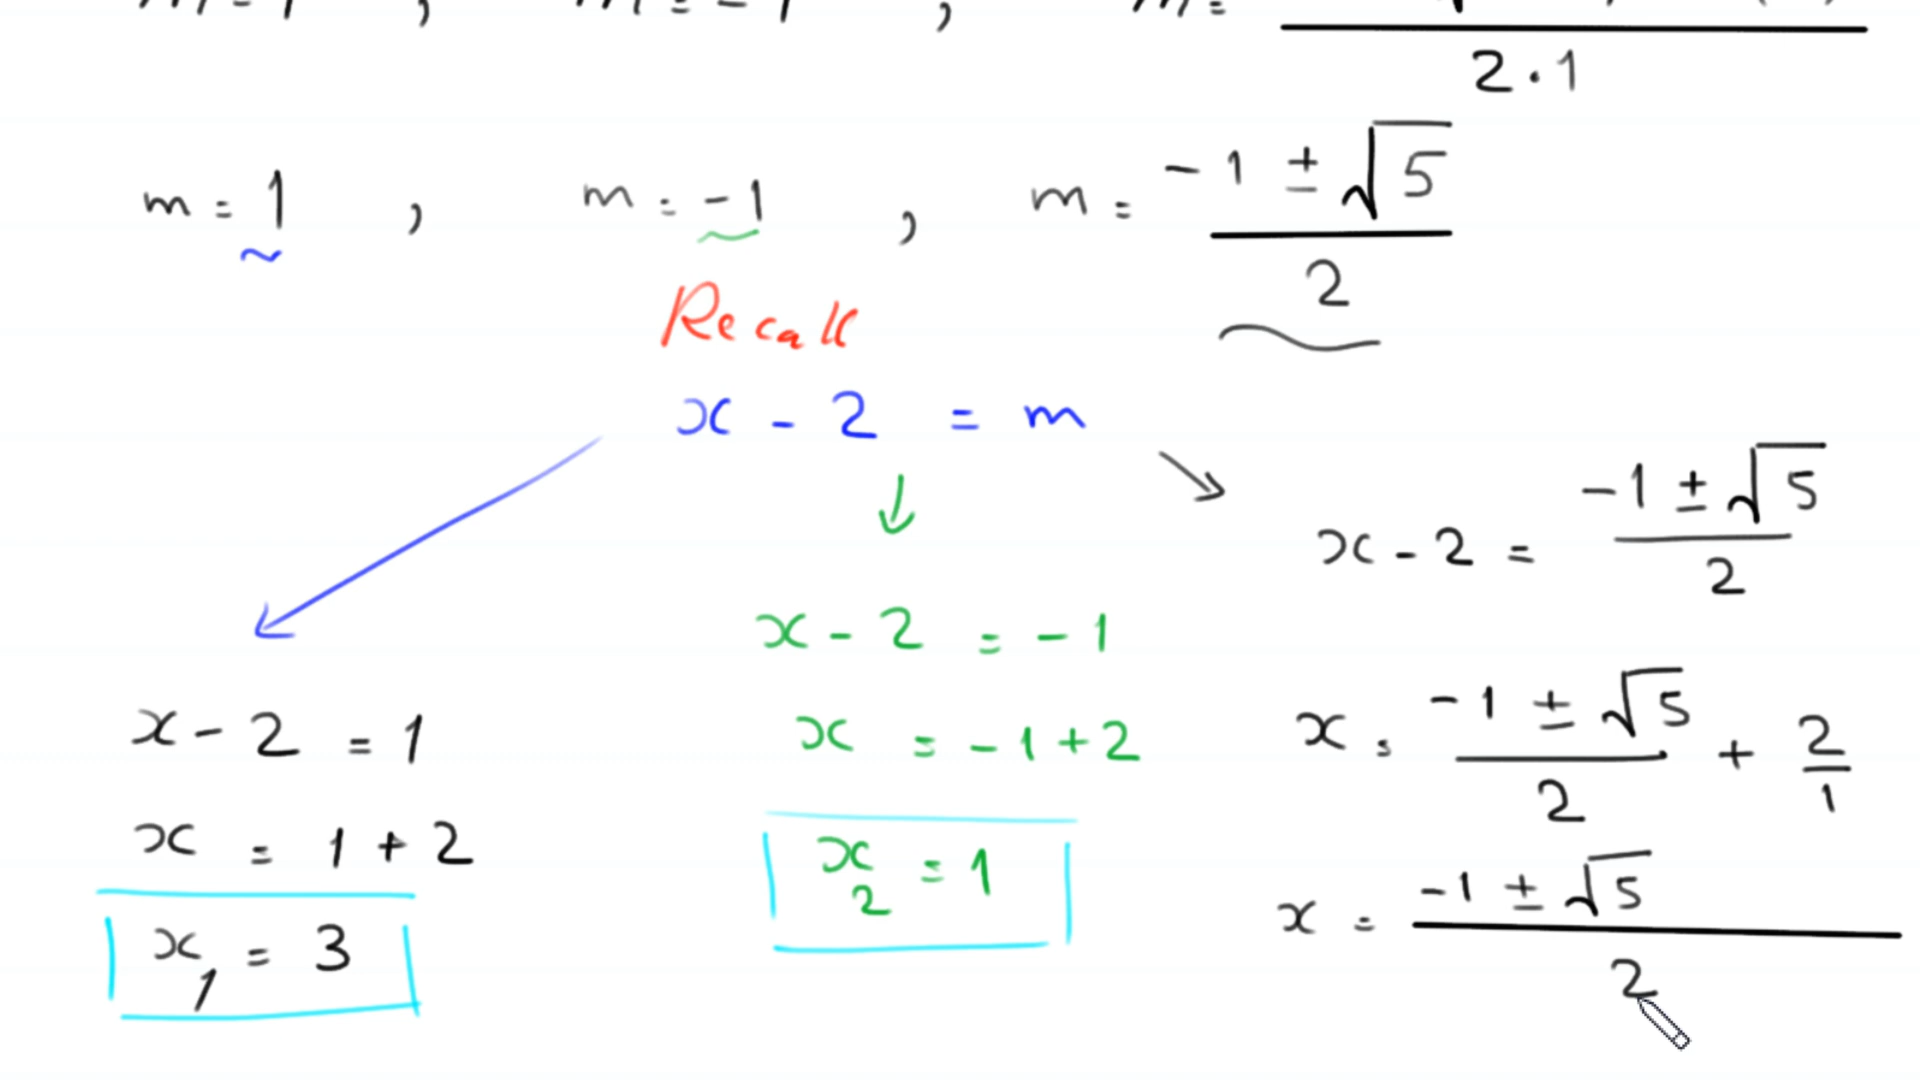 2 · 1
m = 1 , m = -1 , m = (-1 ± √5)/2
Recall
x - 2 = m
x - 2 = (-1 ± √5)/2
x - 2 = -1
x - 2 = 1
x = -1 + 2
x = (-1 ± √5)/2 + 2/1
x = 1 + 2
x₂ = 1
x = (-1 ± √5)/2
x₁ = 3